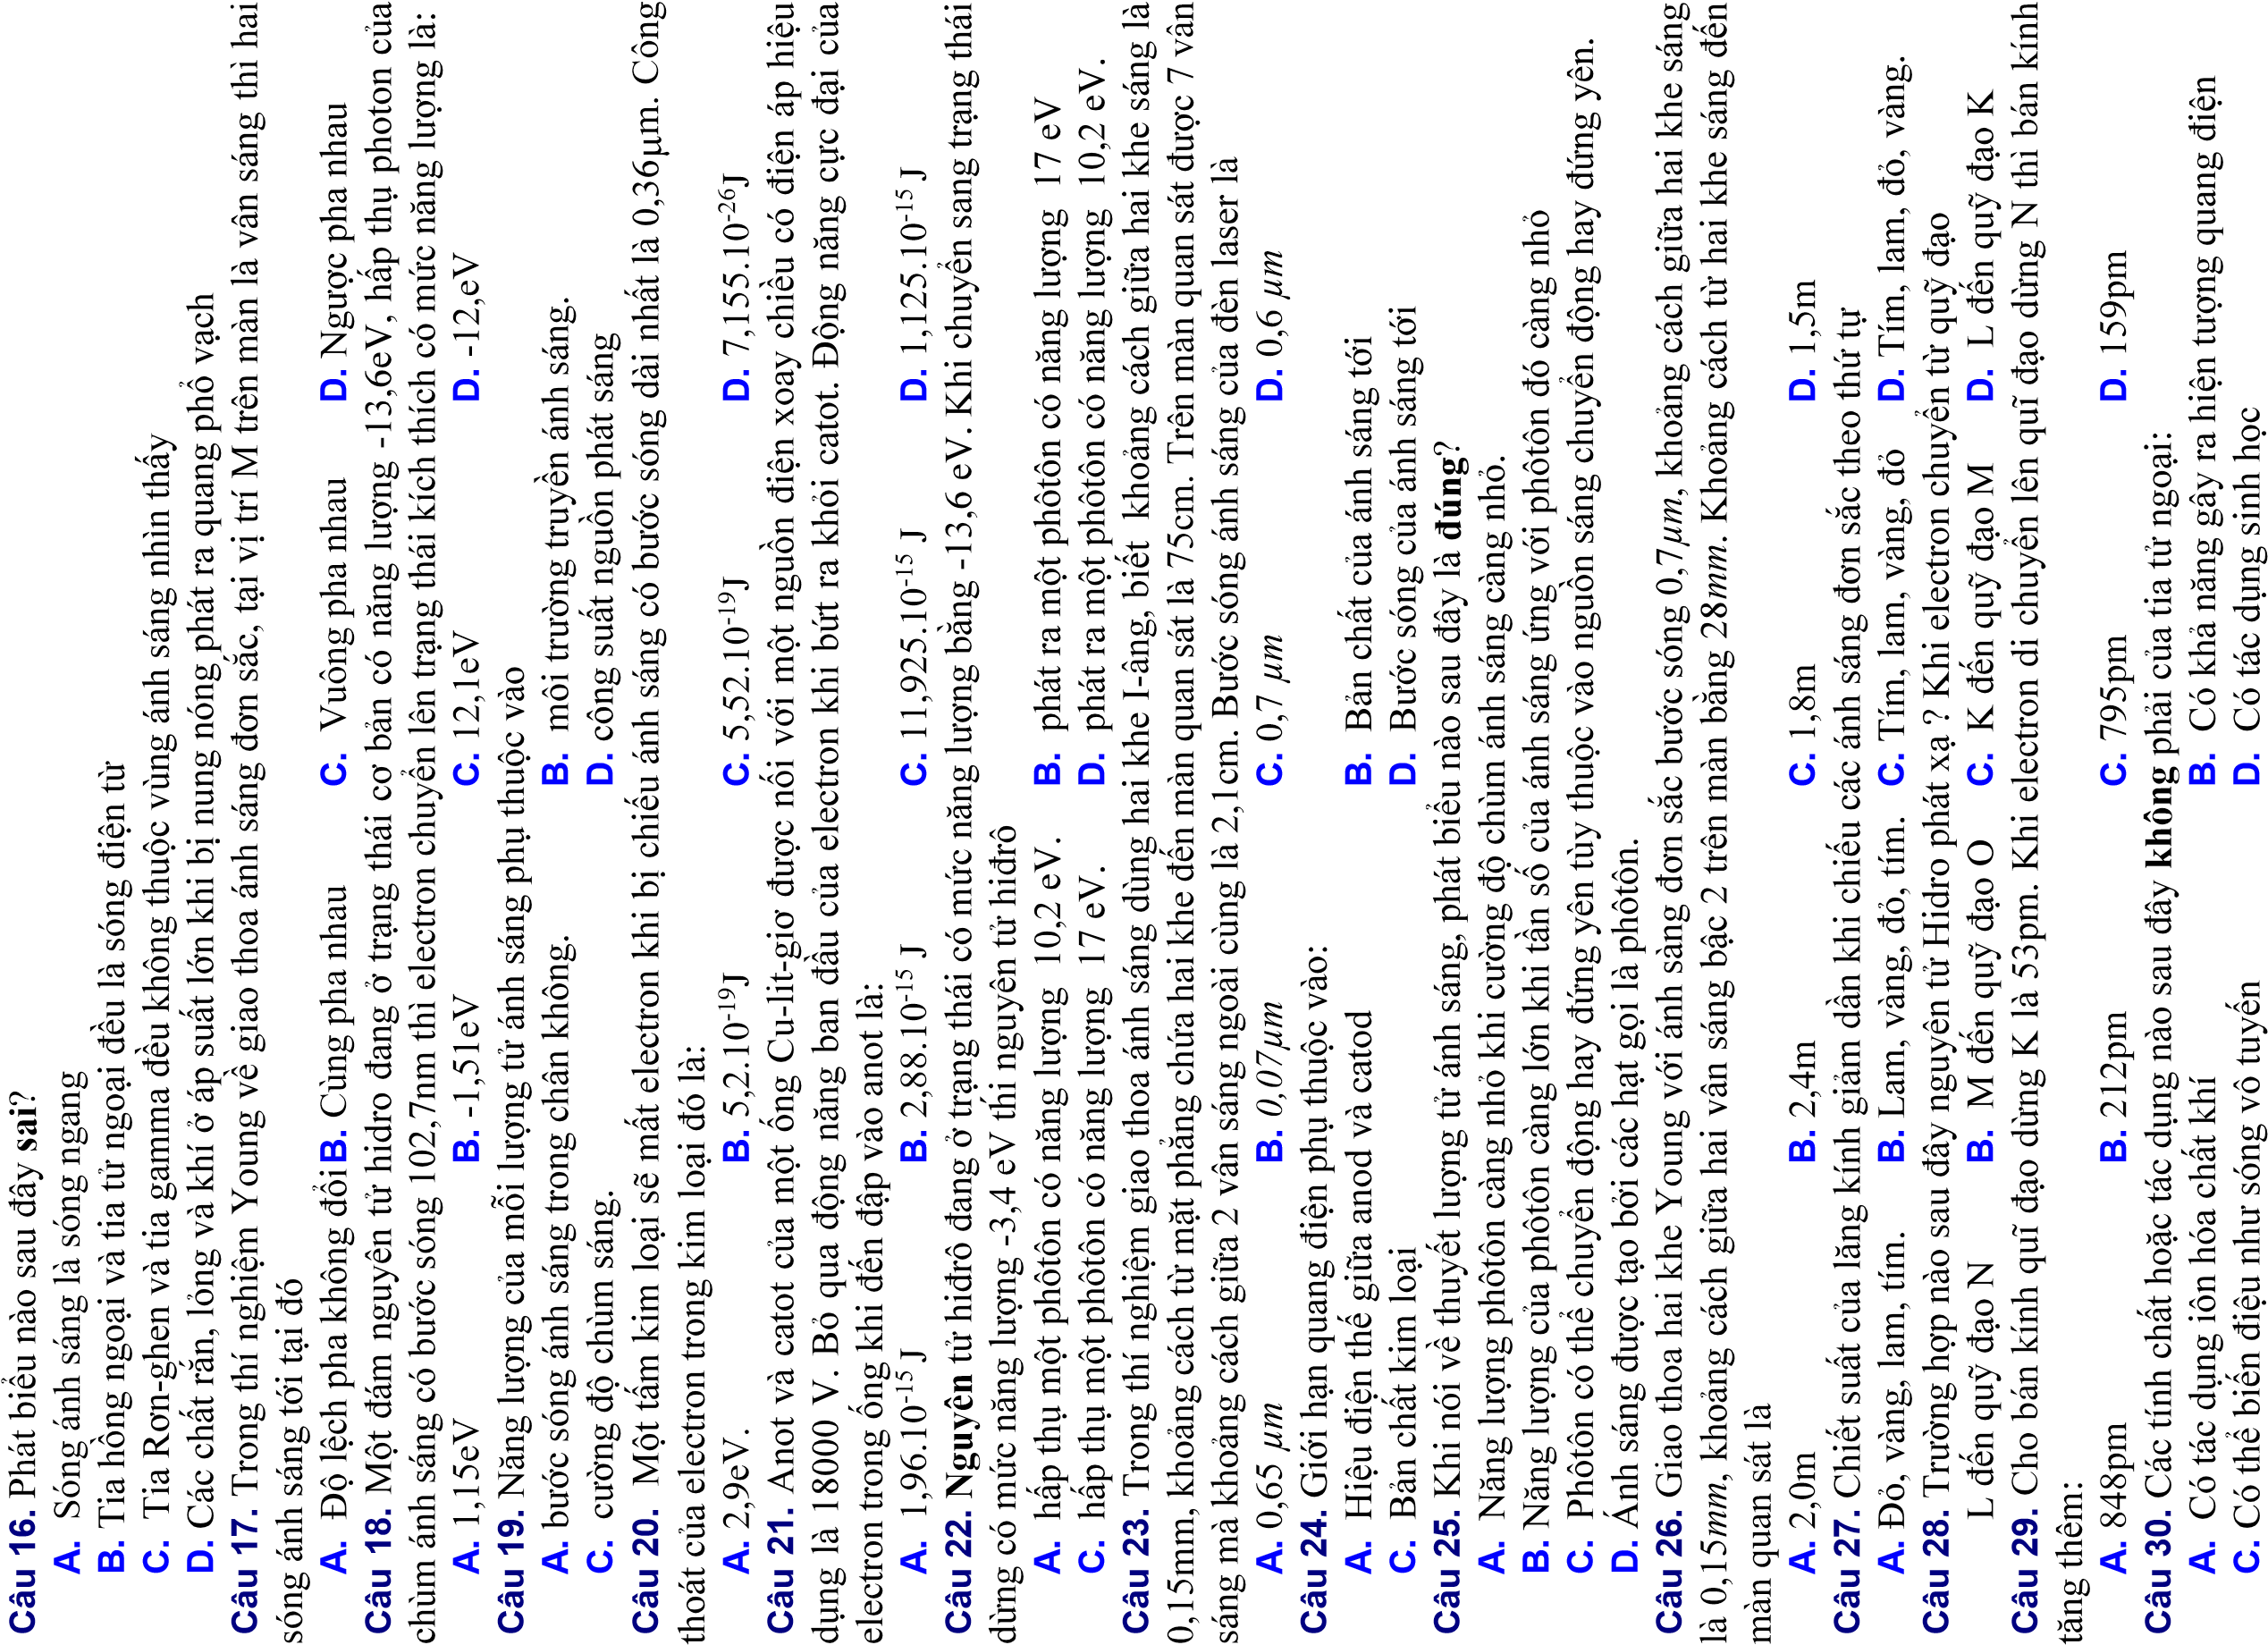 Câu 16. Phát biểu nào sau đây sai?
A. Sóng ánh sáng là sóng ngang
B. Tia hồng ngoại và tia tử ngoại đều là sóng điện từ
C. Tia Rơn-ghen và tia gamma đều không thuộc vùng ánh sáng nhìn thấy
D. Các chất rắn, lỏng và khí ở áp suất lớn khi bị nung nóng phát ra quang phổ vạch
Câu 17. Trong thí nghiệm Young về giao thoa ánh sáng đơn sắc, tại vị trí M trên màn là vân sáng thì hai
sóng ánh sáng tới tại đó
A. Độ lệch pha không đổi B. Cùng pha nhau C. Vuông pha nhau D. Ngược pha nhau
Câu 18. Một đám nguyên tử hidro đang ở trạng thái cơ bản có năng lượng -13,6eV, hấp thụ photon của
chùm ánh sáng có bước sóng 102,7nm thì electron chuyển lên trạng thái kích thích có mức năng lượng là:
A. 1,15eV B. -1,51eV C. 12,1eV D. -12,eV
Câu 19. Năng lượng của mỗi lượng tử ánh sáng phụ thuộc vào
A. bước sóng ánh sáng trong chân không. B. môi trường truyền ánh sáng.
C. cường độ chùm sáng. D. công suất nguồn phát sáng
Câu 20. Một tấm kim loại sẽ mất electron khi bị chiếu ánh sáng có bước sóng dài nhất là 0,36µm. Công
thoát của electron trong kim loại đó là:
A. 2,9eV. B. 5,2.10⁻¹⁹J C. 5,52.10⁻¹⁹J D. 7,155.10⁻²⁶J
Câu 21. Anot và catot của một ống Cu-lit-giơ được nối với một nguồn điện xoay chiều có điện áp hiệu
dụng là 18000 V. Bỏ qua động năng ban đầu của electron khi bứt ra khỏi catot. Động năng cực đại của
electron trong ống khi đến đập vào anot là:
A. 1,96.10⁻¹⁵ J B. 2,88.10⁻¹⁵ J C. 11,925.10⁻¹⁵ J D. 1,125.10⁻¹⁵ J
Câu 22. Nguyên tử hiđrô đang ở trạng thái có mức năng lượng bằng -13,6 eV. Khi chuyển sang trạng thái
dừng có mức năng lượng -3,4 eV thì nguyên tử hiđrô
A. hấp thụ một phôtôn có năng lượng 10,2 eV. B. phát ra một phôtôn có năng lượng 17 eV
C. hấp thụ một phôtôn có năng lượng 17 eV. D. phát ra một phôtôn có năng lượng 10,2 eV.
Câu 23. Trong thí nghiệm giao thoa ánh sáng dùng hai khe I-âng, biết khoảng cách giữa hai khe sáng là
0,15mm, khoảng cách từ mặt phẳng chứa hai khe đến màn quan sát là 75cm. Trên màn quan sát được 7 vân
sáng mà khoảng cách giữa 2 vân sáng ngoài cùng là 2,1cm. Bước sóng ánh sáng của đèn laser là
A. 0,65 µm B. 0,07µm C. 0,7 µm D. 0,6 µm
Câu 24. Giới hạn quang điện phụ thuộc vào:
A. Hiệu điện thế giữa anod và catod B. Bản chất của ánh sáng tới
C. Bản chất kim loại D. Bước sóng của ánh sáng tới
Câu 25. Khi nói về thuyết lượng tử ánh sáng, phát biểu nào sau đây là đúng?
A. Năng lượng phôtôn càng nhỏ khi cường độ chùm ánh sáng càng nhỏ.
B. Năng lượng của phôtôn càng lớn khi tần số của ánh sáng ứng với phôtôn đó càng nhỏ
C. Phôtôn có thể chuyển động hay đứng yên tùy thuộc vào nguồn sáng chuyển động hay đứng yên.
D. Ánh sáng được tạo bởi các hạt gọi là phôtôn.
Câu 26. Giao thoa hai khe Young với ánh sàng đơn sắc bước sóng 0,7µm, khoảng cách giữa hai khe sáng
là 0,15mm, khoảng cách giữa hai vân sáng bậc 2 trên màn bằng 28mm. Khoảng cách từ hai khe sáng đến
màn quan sát là
A. 2,0m B. 2,4m C. 1,8m D. 1,5m
Câu 27. Chiết suất của lăng kính giảm dần khi chiếu các ánh sáng đơn sắc theo thứ tự
A. Đỏ, vàng, lam, tím. B. Lam, vàng, đỏ, tím. C. Tím, lam, vàng, đỏ D. Tím, lam, đỏ, vàng.
Câu 28. Trường hợp nào sau đây nguyên tử Hidro phát xạ ? Khi electron chuyển từ quỹ đạo
L đến quỹ đạo N B. M đến quỹ đạo O C. K đến quỹ đạo M D. L đến quỹ đạo K
Câu 29. Cho bán kính quĩ đạo dừng K là 53pm. Khi electron di chuyển lên quĩ đạo dừng N thì bán kính
tăng thêm:
A. 848pm B. 212pm C. 795pm D. 159pm
Câu 30. Các tính chất hoặc tác dụng nào sau đây không phải của tia tử ngoại:
A. Có tác dụng iôn hóa chất khí B. Có khả năng gây ra hiện tượng quang điện
C. Có thể biến điệu như sóng vô tuyến D. Có tác dụng sinh học